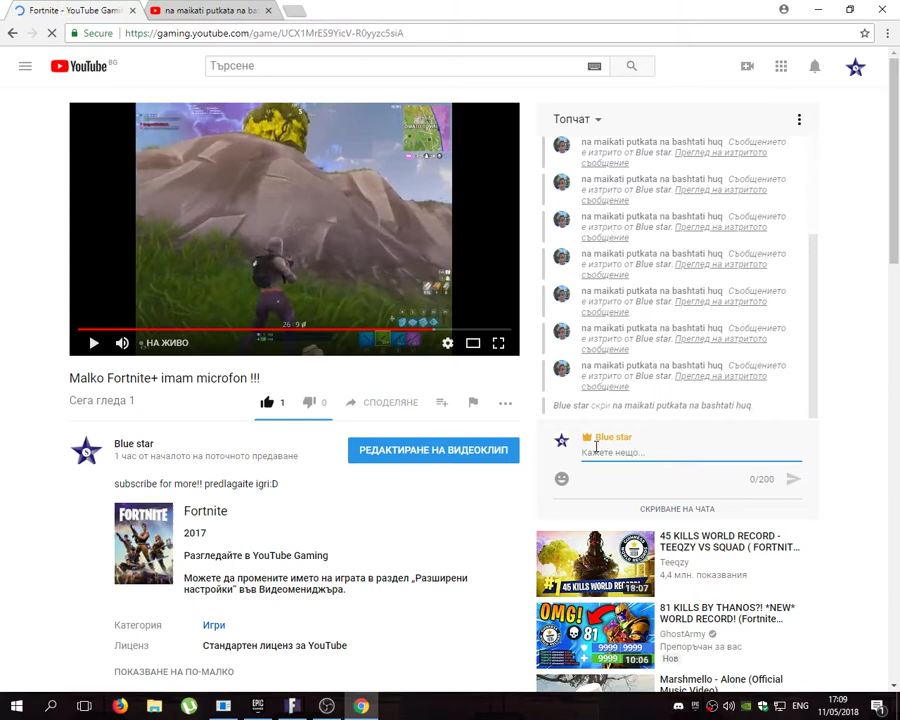 Fortnite - YouTube Gami
na maikati putkata na b
Secure
https://gaming.youtube.com/game/UCX1MrES9YicV-R0yyzc5siA
YouTube BG
Търсене
НА ЖИВО
Malko Fortnite+ imam microfon !!!
Сега гледа 1
1
0
СПОДЕЛЯНЕ
Blue star
1 час от началото на поточното предаване
РЕДАКТИРАНЕ НА ВИДЕОКЛИП
subscribe for more!! predlagaite igri:D
FORTNITE
Fortnite
2017
Разгледайте в YouTube Gaming
Можете да промените името на играта в раздел „Разширени
настройки“ във Видеомениджъра.
Категория
Игри
Лиценз
Стандартен лиценз за YouTube
ПОКАЗВАНЕ НА ПО-МАЛКО
Топчат
na maikati putkata na bashtati huq Съобщението
е изтрито от Blue star. Преглед на изтритото
съобщение
na maikati putkata na bashtati huq Съобщението
е изтрито от Blue star. Преглед на изтритото
съобщение
na maikati putkata na bashtati huq Съобщението
е изтрито от Blue star. Преглед на изтритото
съобщение
na maikati putkata na bashtati huq Съобщението
е изтрито от Blue star. Преглед на изтритото
съобщение
na maikati putkata na bashtati huq Съобщението
е изтрито от Blue star. Преглед на изтритото
съобщение
na maikati putkata na bashtati huq Съобщението
е изтрито от Blue star. Преглед на изтритото
съобщение
na maikati putkata na bashtati huq Съобщението
е изтрито от Blue star. Преглед на изтритото
съобщение
Blue star скри na maikati putkata na bashtati huq
Blue star
Кажете нещо...
0/200
СКРИВАНЕ НА ЧАТА
45 KILLS WORLD RECORD -
TEEQZY VS SQUAD ( FORTNIT...
Teeqzy
4,4 млн. показвания
45 KILLS WORLD RE
18:07
81 KILLS BY THANOS?! *NEW*
WORLD RECORD! (Fortnite...
GhostArmy
Препоръчан за вас
Нов
OMG!
81
9999 9999
9999
10:06
Marshmello - Alone (Official
Music Video)
EPIC
ENG
17:09
11/05/2018